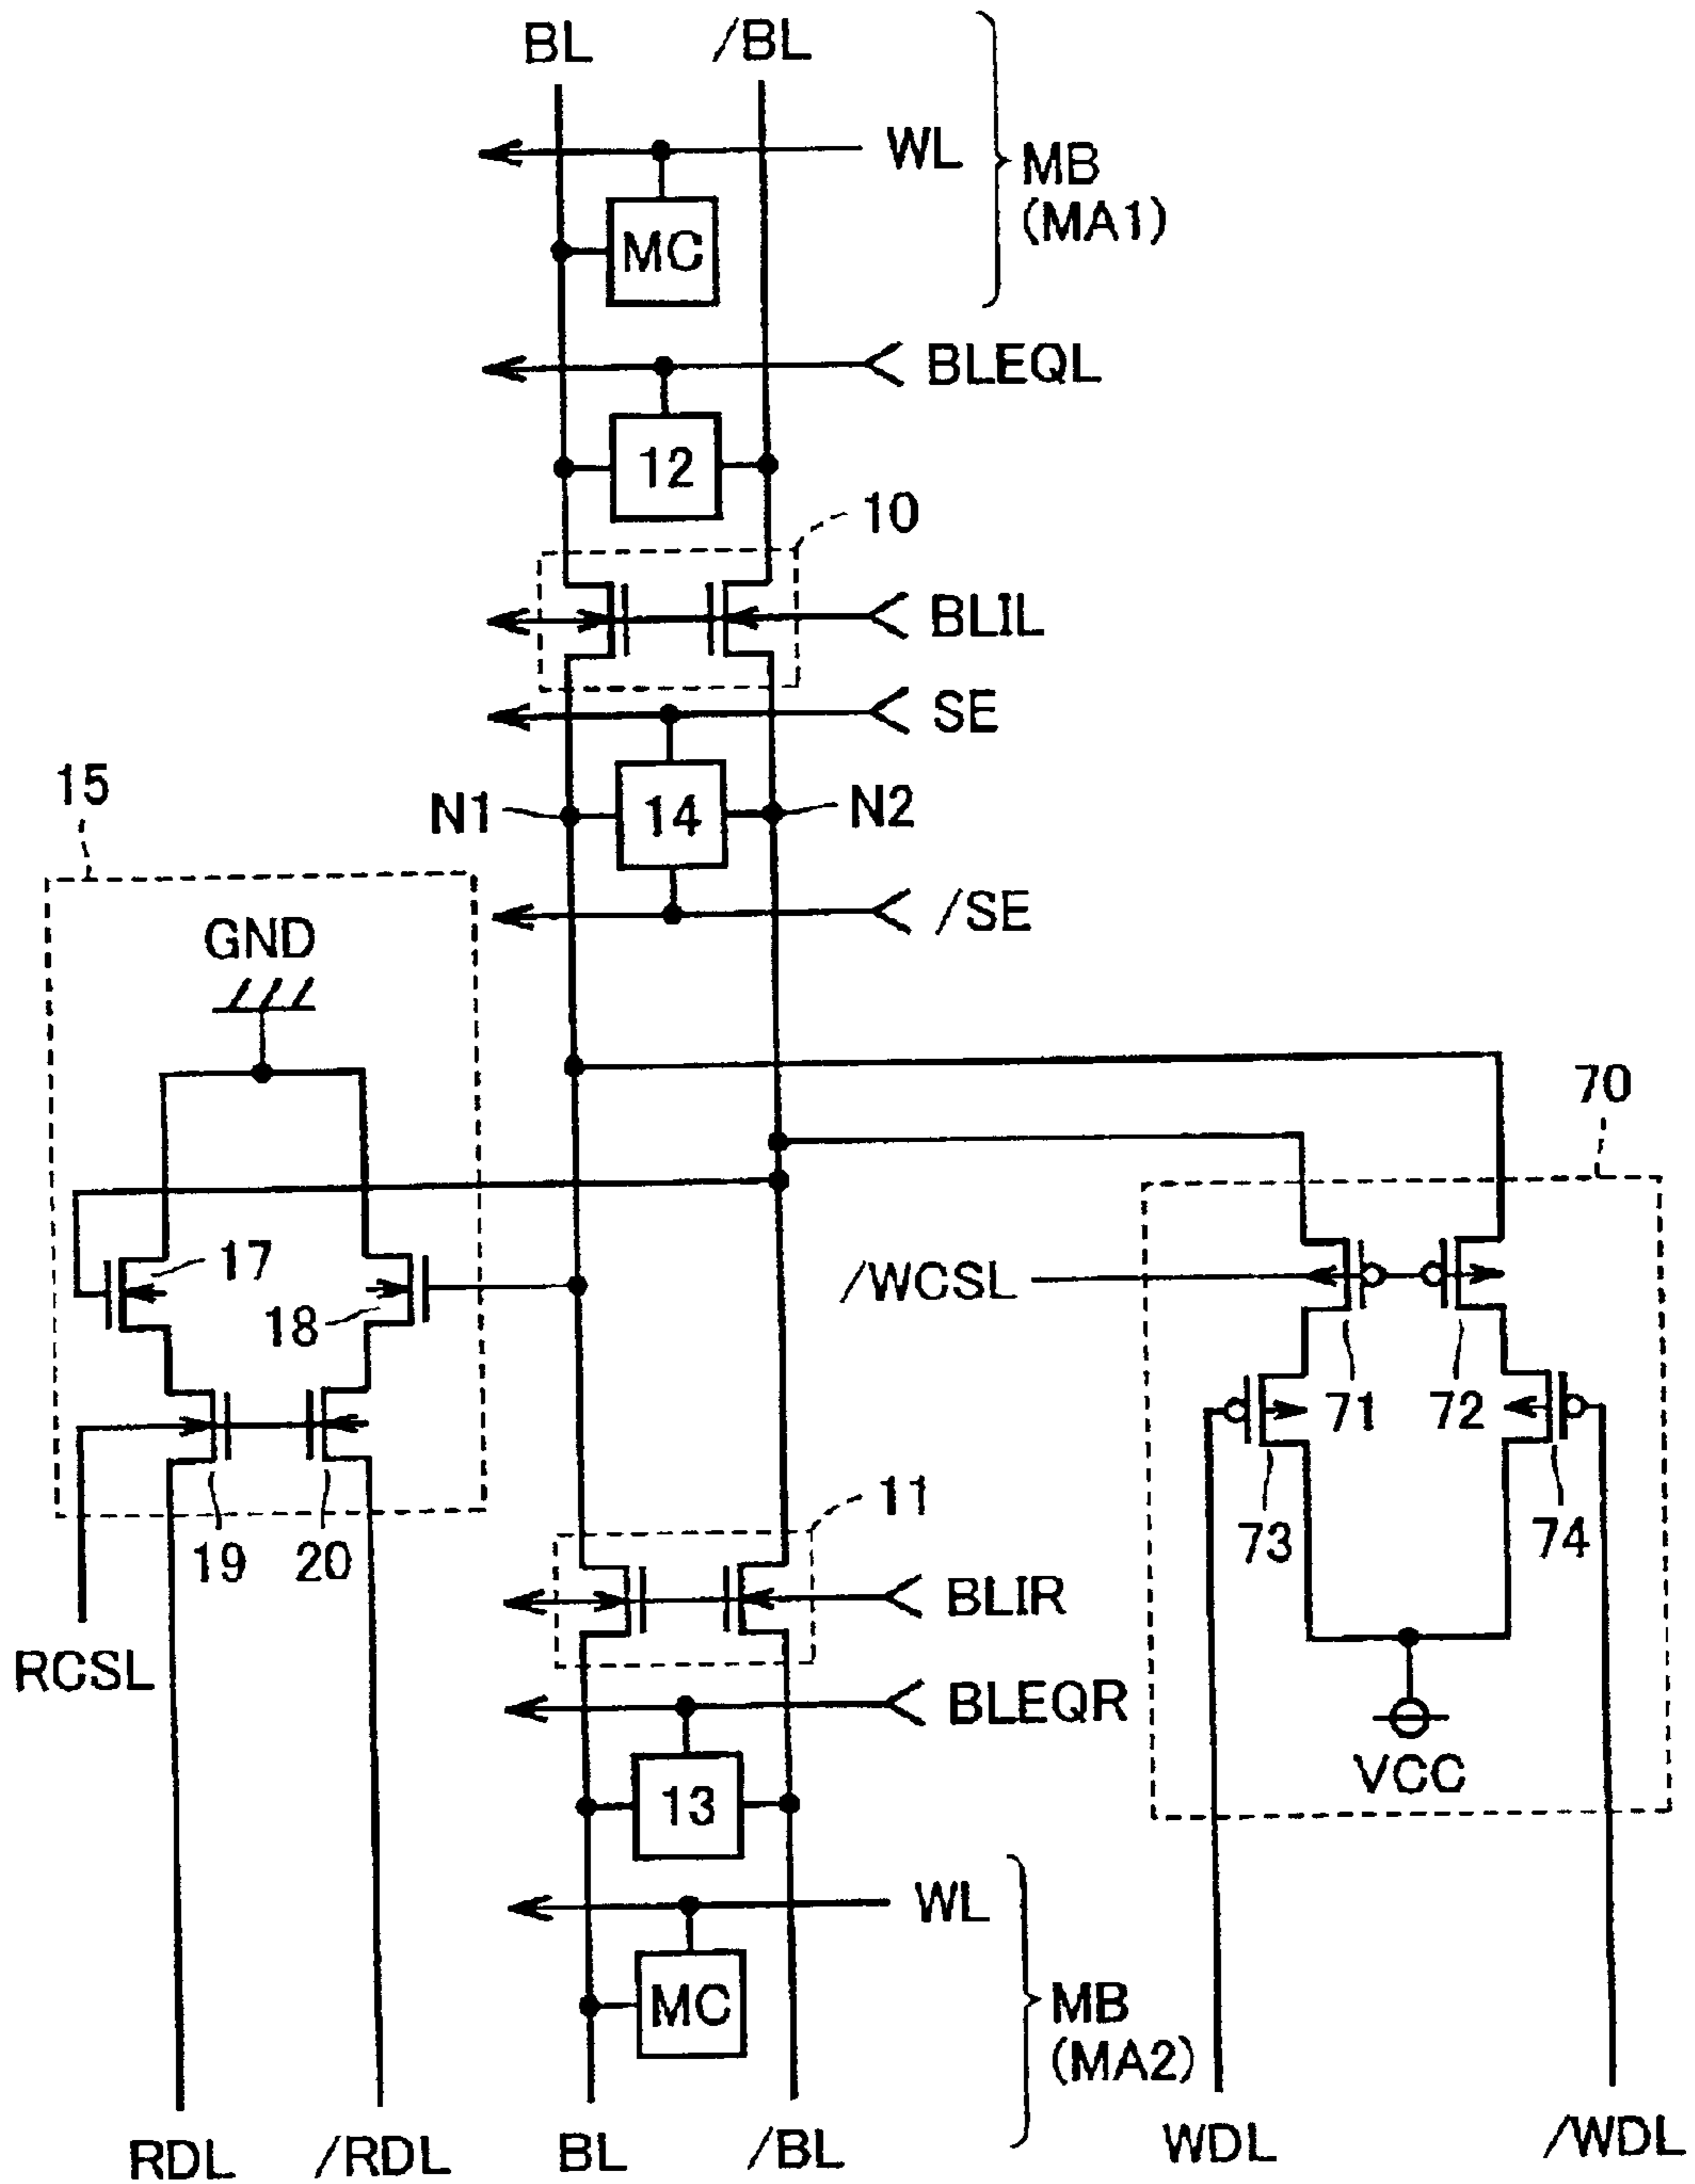 BL /BL
WL
MB
(MA1)
MC
BLEQL
12
10
BLIL
SE
15
N1
14
N2
/SE
GND
70
17
/WCSL
18
71
72
11
73
74
19
20
BLIR
RCSL
BLEQR
VCC
13
WL
MC
MB
(MA2)
RDL /RDL BL /BL WDL /WDL